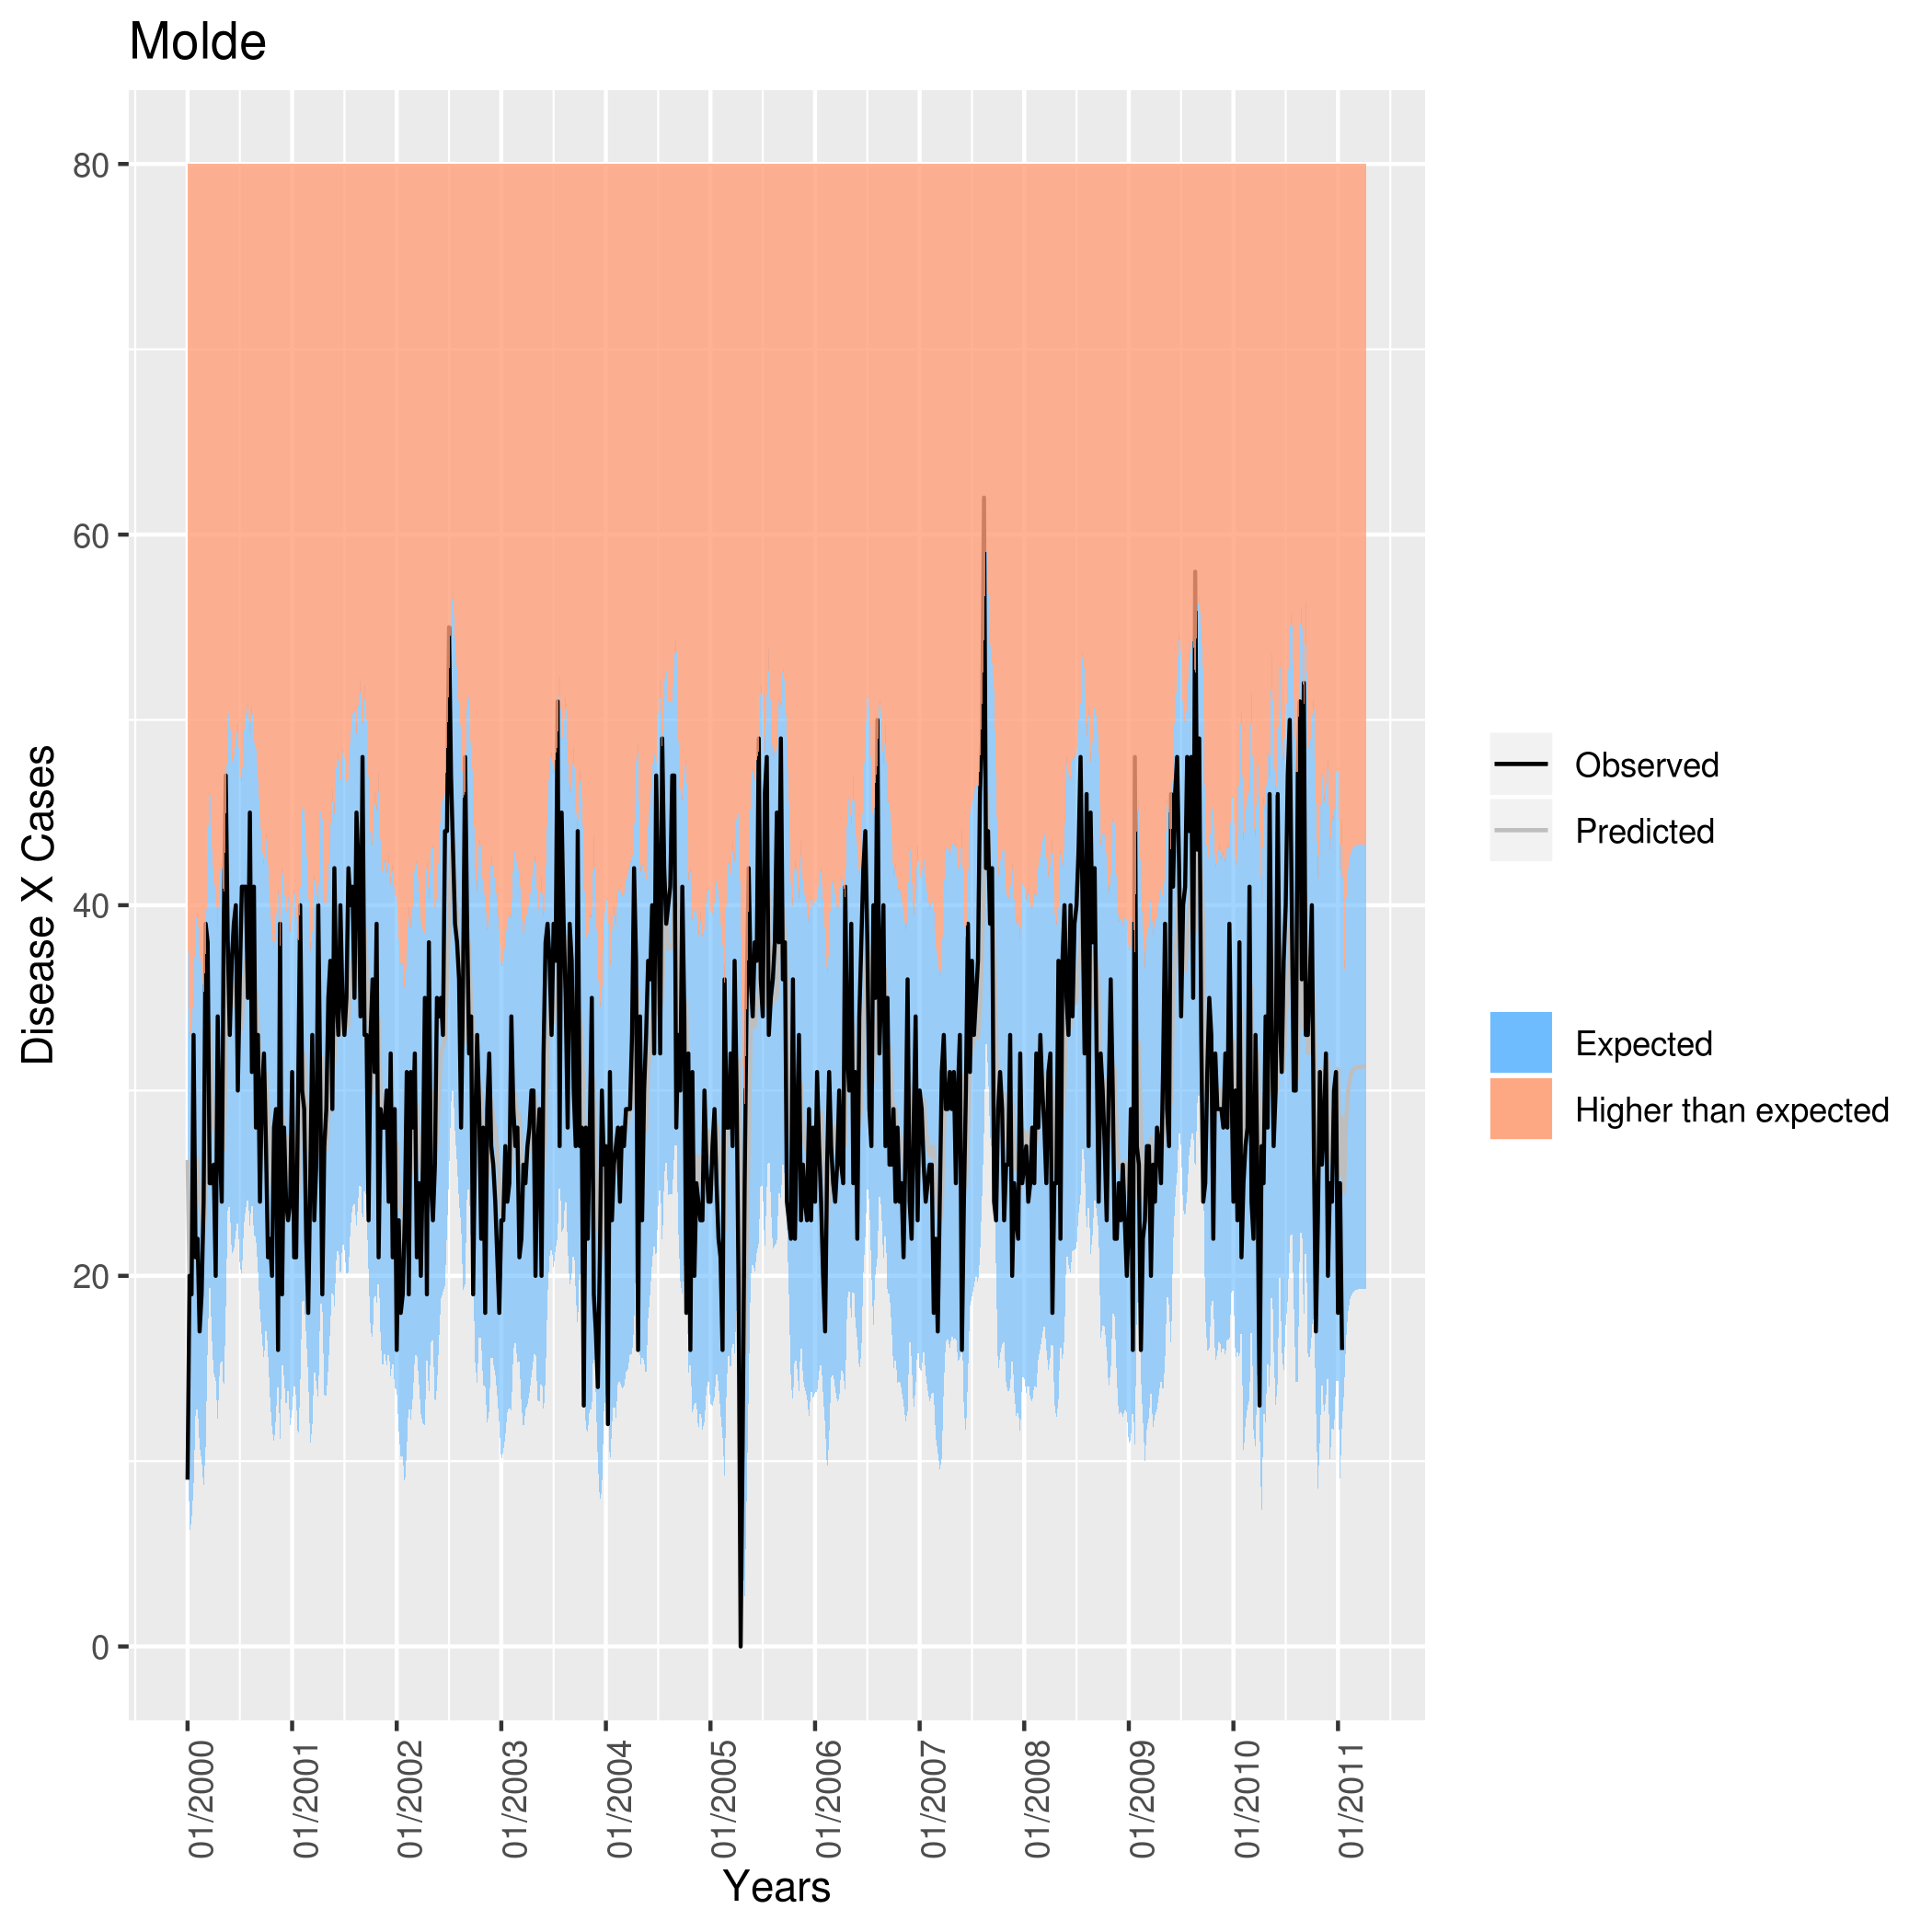 Molde
Disease X Cases
80
60
40
20
0
01/2000
01/2001
01/2002
01/2003
01/2004
01/2005
01/2006
01/2007
01/2008
01/2009
01/2010
01/2011
Years
Observed
Predicted
Expected
Higher than expected